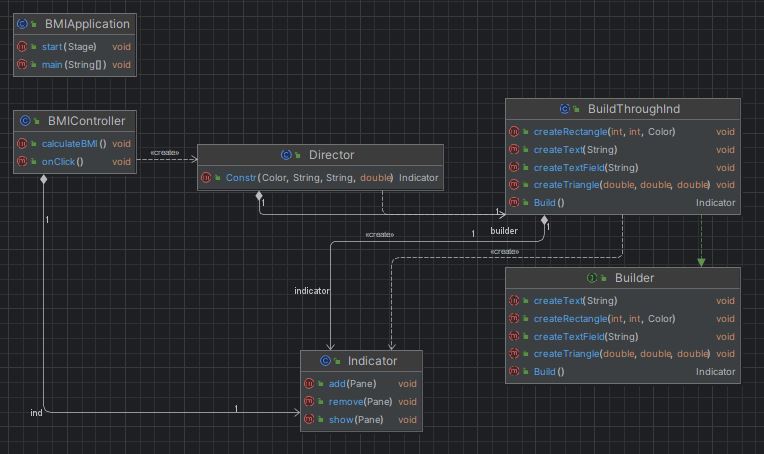 BMIApplication
start(Stage) void
main(String[]) void
BMIController
calculateBMI() void
onClick() void
«create»
Director
Constr(Color, String, String, double) Indicator
BuildThroughInd
createRectangle(int, int, Color) void
createText(String) void
createTextField(String) void
createTriangle(double, double, double) void
Build() Indicator
1
1
1
builder
1
«create»
1
«create»
indicator
Builder
createText(String) void
createRectangle(int, int, Color) void
createTextField(String) void
createTriangle(double, double, double) void
Build() Indicator
Indicator
add(Pane) void
remove(Pane) void
show(Pane) void
ind
1